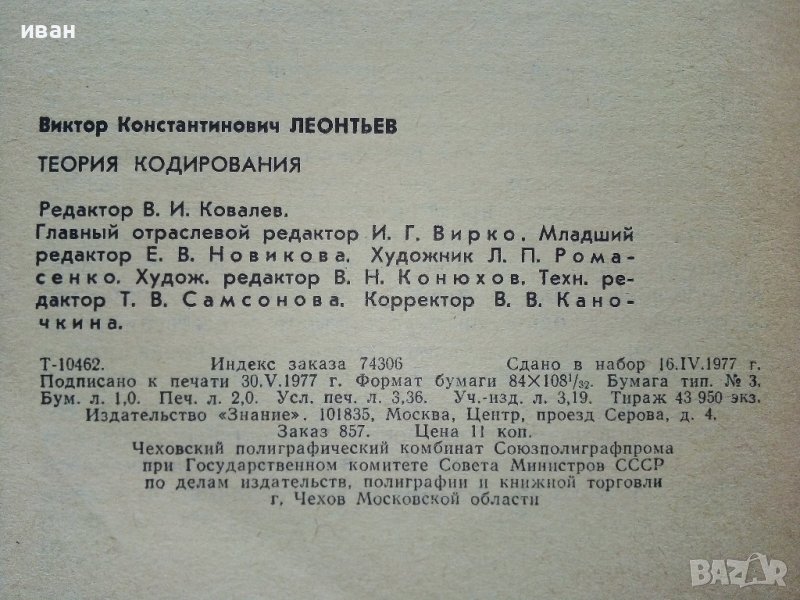 иван
Виктор Константинович ЛЕОНТЬЕВ
ТЕОРИЯ КОДИРОВАНИЯ
Редактор В. И. Ковалев.
Главный отраслевой редактор И. Г. Вирко. Младший
редактор Е. В. Новикова. Художник Л. П. Рома-
сенко. Худож. редактор В. Н. Конюхов. Техн. ре-
дактор Т. В. Самсонова. Корректор В. В. Кано-
чкина.
Т-10462. Индекс заказа 74306 Сдано в набор 16.IV.1977 г.
Подписано к печати 30.V.1977 г. Формат бумаги 84×108¹/₃₂. Бумага тип. № 3.
Бум. л. 1,0. Печ. л. 2,0. Усл. печ. л. 3,36. Уч.-изд. л. 3,19. Тираж 43 950 экз.
Издательство «Знание». 101835, Москва, Центр, проезд Серова, д. 4.
Заказ 857. Цена 11 коп.
Чеховский полиграфический комбинат Союзполиграфпрома
при Государственном комитете Совета Министров СССР
по делам издательств, полиграфии и книжной торговли
г. Чехов Московской области
BAZAR